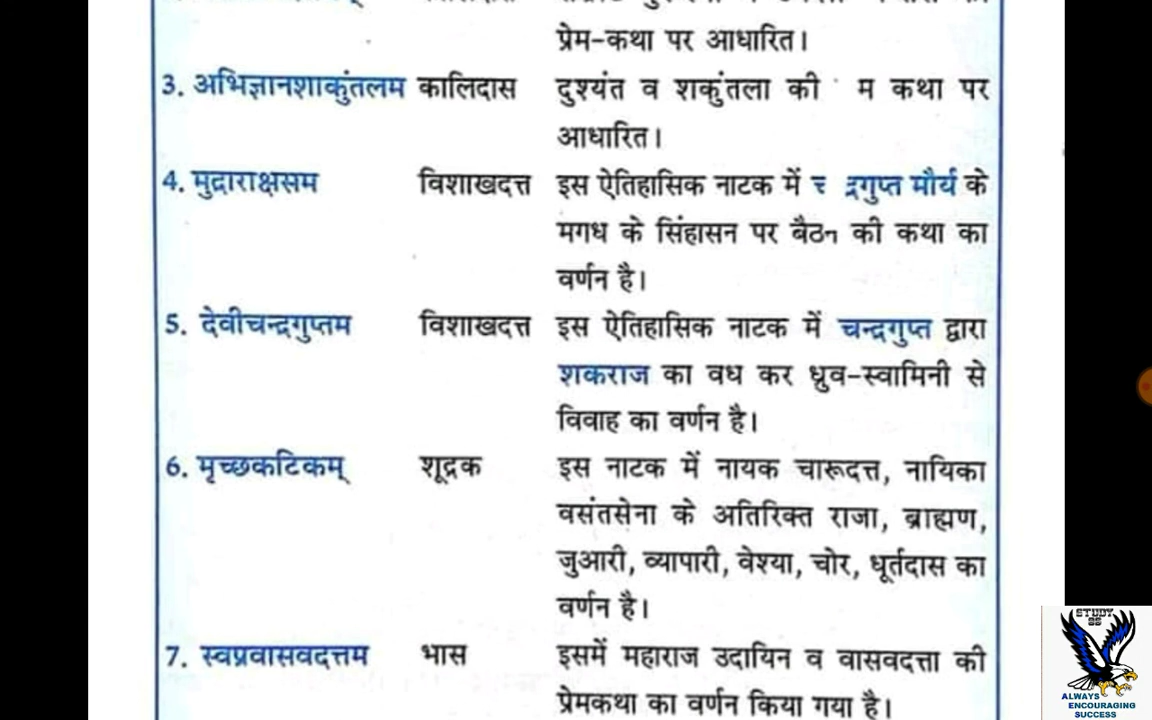 प्रेम-कथा पर आधारित।
3. अभिज्ञानशाकुंतलम कालिदास दुश्यंत व शकुंतला की म कथा पर
आधारित।
4. मुद्राराक्षसम विशाखदत्त इस ऐतिहासिक नाटक में द्रगुप्त मौर्य के
मगध के सिंहासन पर बैठन की कथा का
वर्णन है।
5. देवीचन्द्रगुप्तम विशाखदत्त इस ऐतिहासिक नाटक में चन्द्रगुप्त द्वारा
शकराज का वध कर ध्रुव-स्वामिनी से
विवाह का वर्णन है।
6. मृच्छकटिकम् शूद्रक इस नाटक में नायक चारूदत्त, नायिका
वसंतसेना के अतिरिक्त राजा, ब्राह्मण,
जुआरी, व्यापारी, वेश्या, चोर, धूर्तदास का
वर्णन है।
7. स्वप्रवासवदत्तम भास इसमें महाराज उदायिन व वासवदत्ता की
प्रेमकथा का वर्णन किया गया है।
STUDY
ALWAYS
ENCOURAGING
SUCCESS